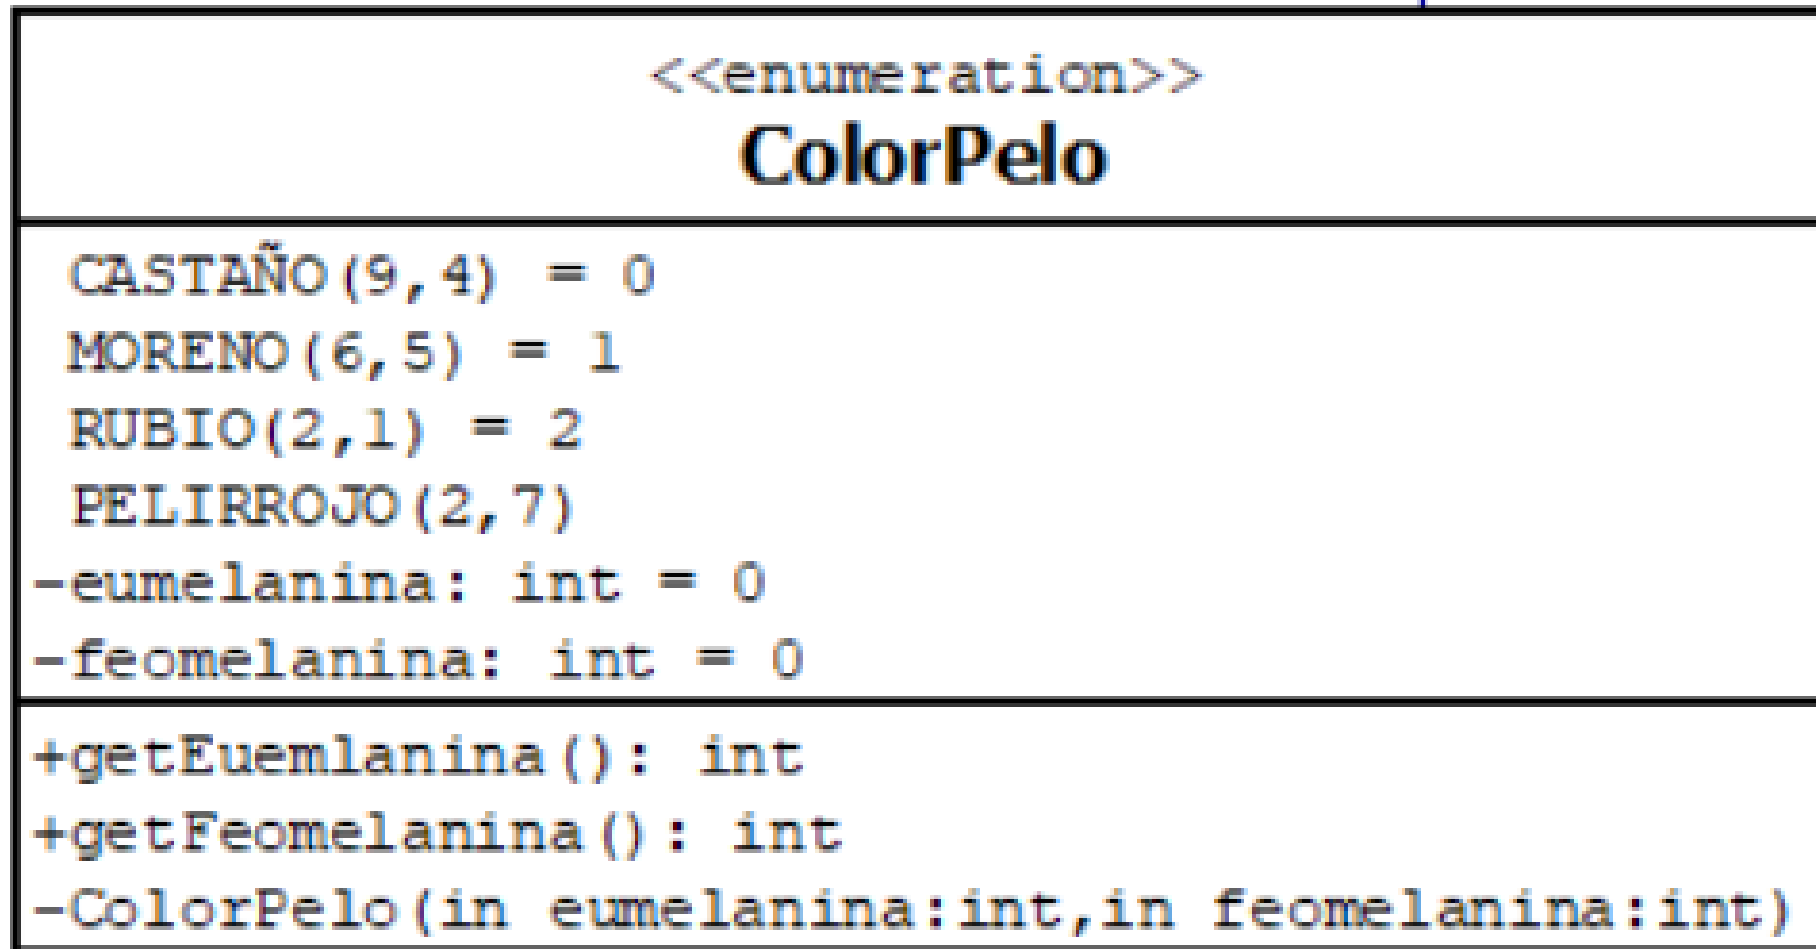 <<enumeration>>
ColorPelo
CASTAÑO(9,4) = 0
MORENO(6,5) = 1
RUBIO(2,1) = 2
PELIRROJO(2,7)
-eumelanina: int = 0
-feomelanina: int = 0
+getEuemlanina(): int
+getFeomelanina(): int
-ColorPelo(in eumelanina:int,in feomelanina:int)